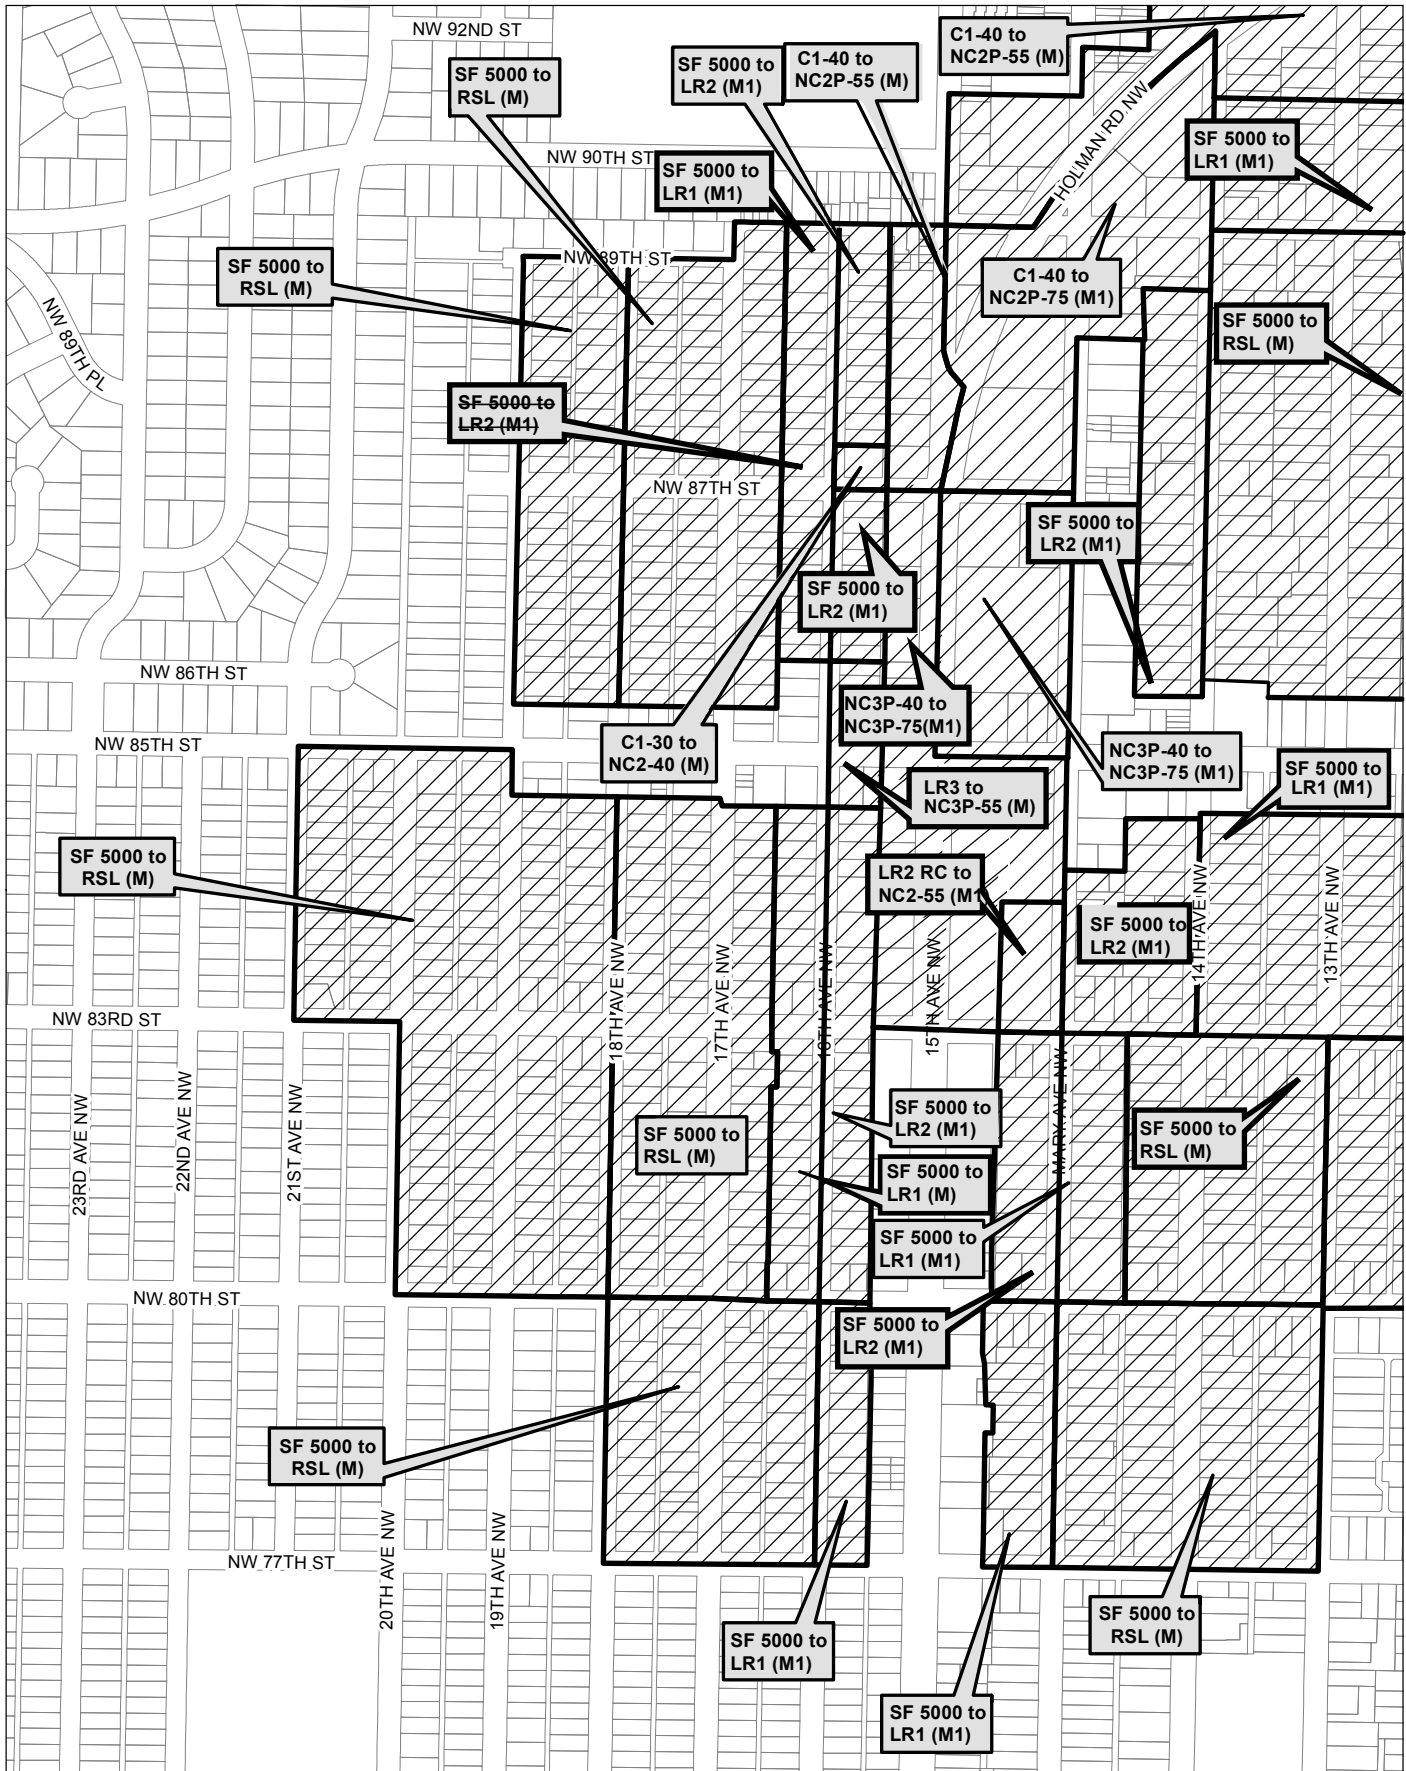 NW 92ND ST
C1-40 to
NC2P-55 (M)
SF 5000 to
RSL (M)
SF 5000 to
LR2 (M1)
C1-40 to
NC2P-55 (M)
HOLMAN RD NW
SF 5000 to
LR1 (M1)
NW 90TH ST
SF 5000 to
LR1 (M1)
NW 89TH ST
SF 5000 to
RSL (M)
C1-40 to
NC2P-75 (M1)
NW 89TH PL
SF 5000 to
RSL (M)
SF 5000 to
LR2 (M1)
NW 87TH ST
SF 5000 to
LR2 (M1)
SF 5000 to
LR2 (M1)
NW 86TH ST
NC3P-40 to
NC3P-75(M1)
NW 85TH ST
C1-30 to
NC2-40 (M)
NC3P-40 to
NC3P-75 (M1)
SF 5000 to
LR1 (M1)
LR3 to
NC3P-55 (M)
SF 5000 to
RSL (M)
LR2 RC to
NC2-55 (M1
SF 5000 to
LR2 (M1)
14TH AVE NW
13TH AVE NW
18TH AVE NW
17TH AVE NW
16TH AVE NW
15TH AVE NW
NW 83RD ST
23RD AVE NW
22ND AVE NW
21ST AVE NW
MARY AVE NW
SF 5000 to
LR2 (M1)
SF 5000 to
RSL (M)
SF 5000 to
RSL (M)
SF 5000 to
LR1 (M)
SF 5000 to
LR1 (M1)
NW 80TH ST
SF 5000 to
LR2 (M1)
SF 5000 to
RSL (M)
20TH AVE NW
19TH AVE NW
NW 77TH ST
SF 5000 to
LR1 (M1)
SF 5000 to
RSL (M)
SF 5000 to
LR1 (M1)